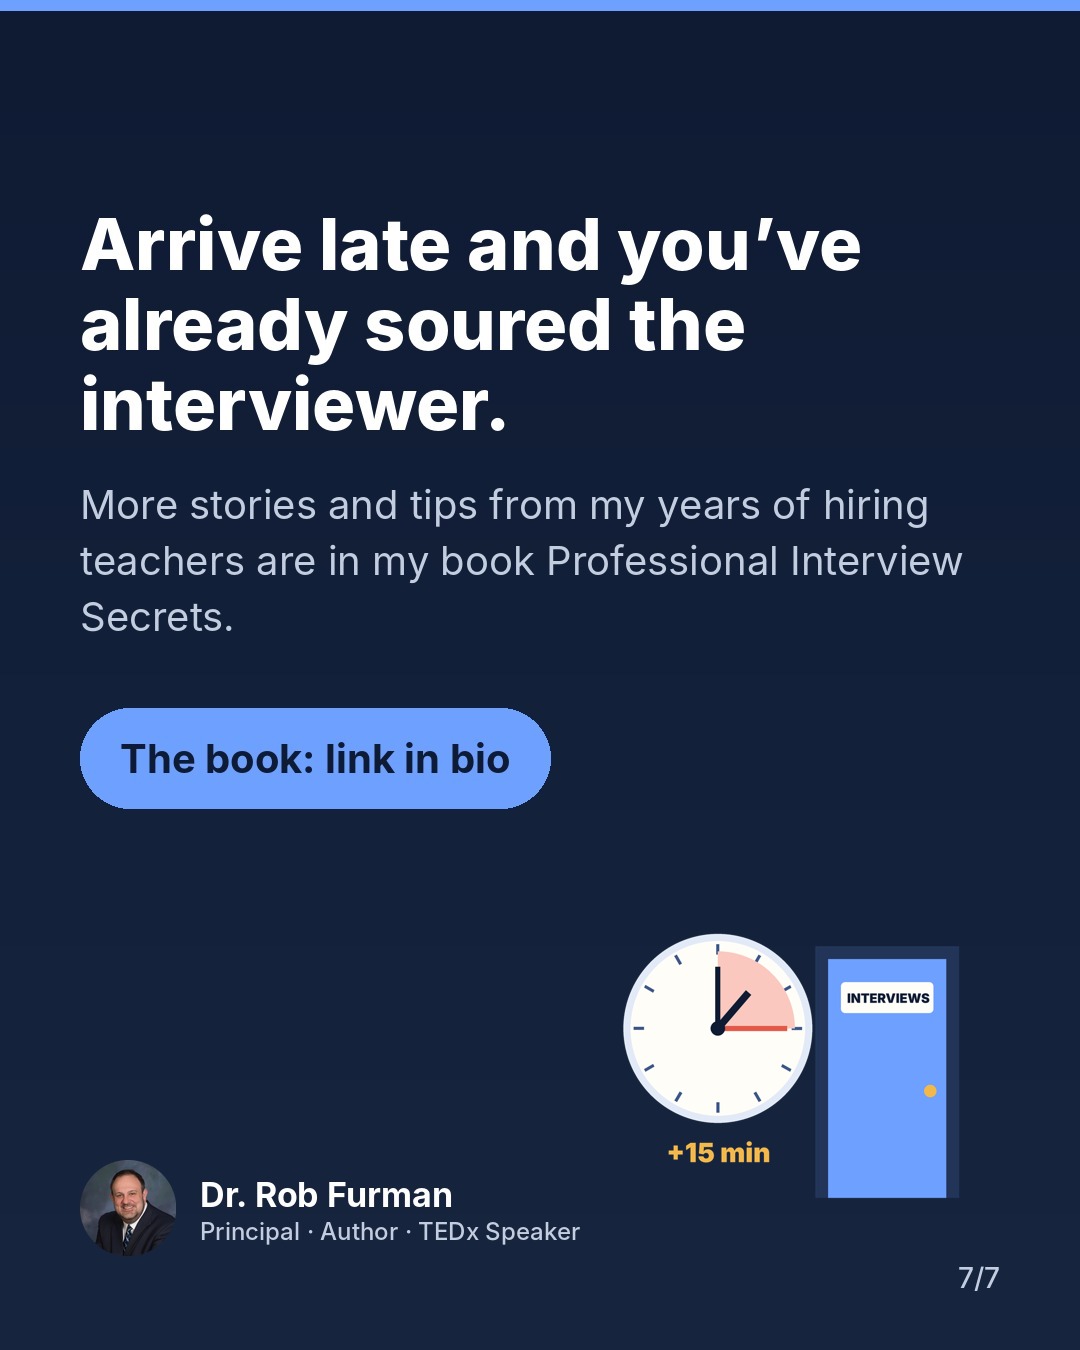 Arrive late and you’ve
already soured the
interviewer.
More stories and tips from my years of hiring
teachers are in my book Professional Interview
Secrets.
The book: link in bio
INTERVIEWS
+15 min
Dr. Rob Furman
Principal · Author · TEDx Speaker
7/7